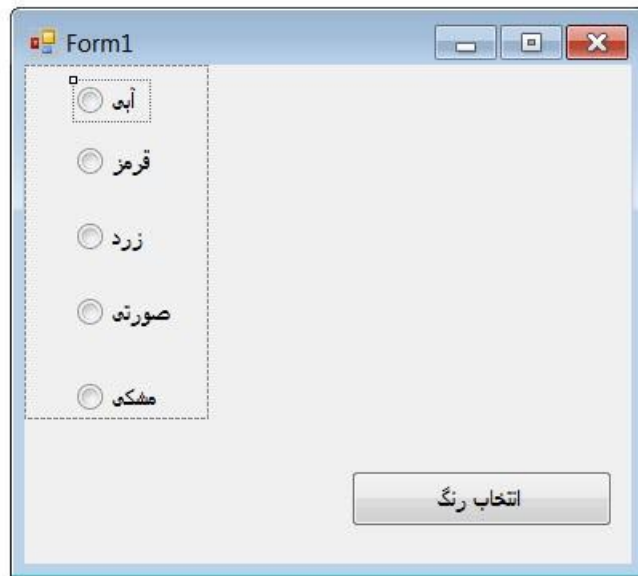 Form1
آبی
قرمز
زرد
صورتی
مشکی
انتخاب رنگ